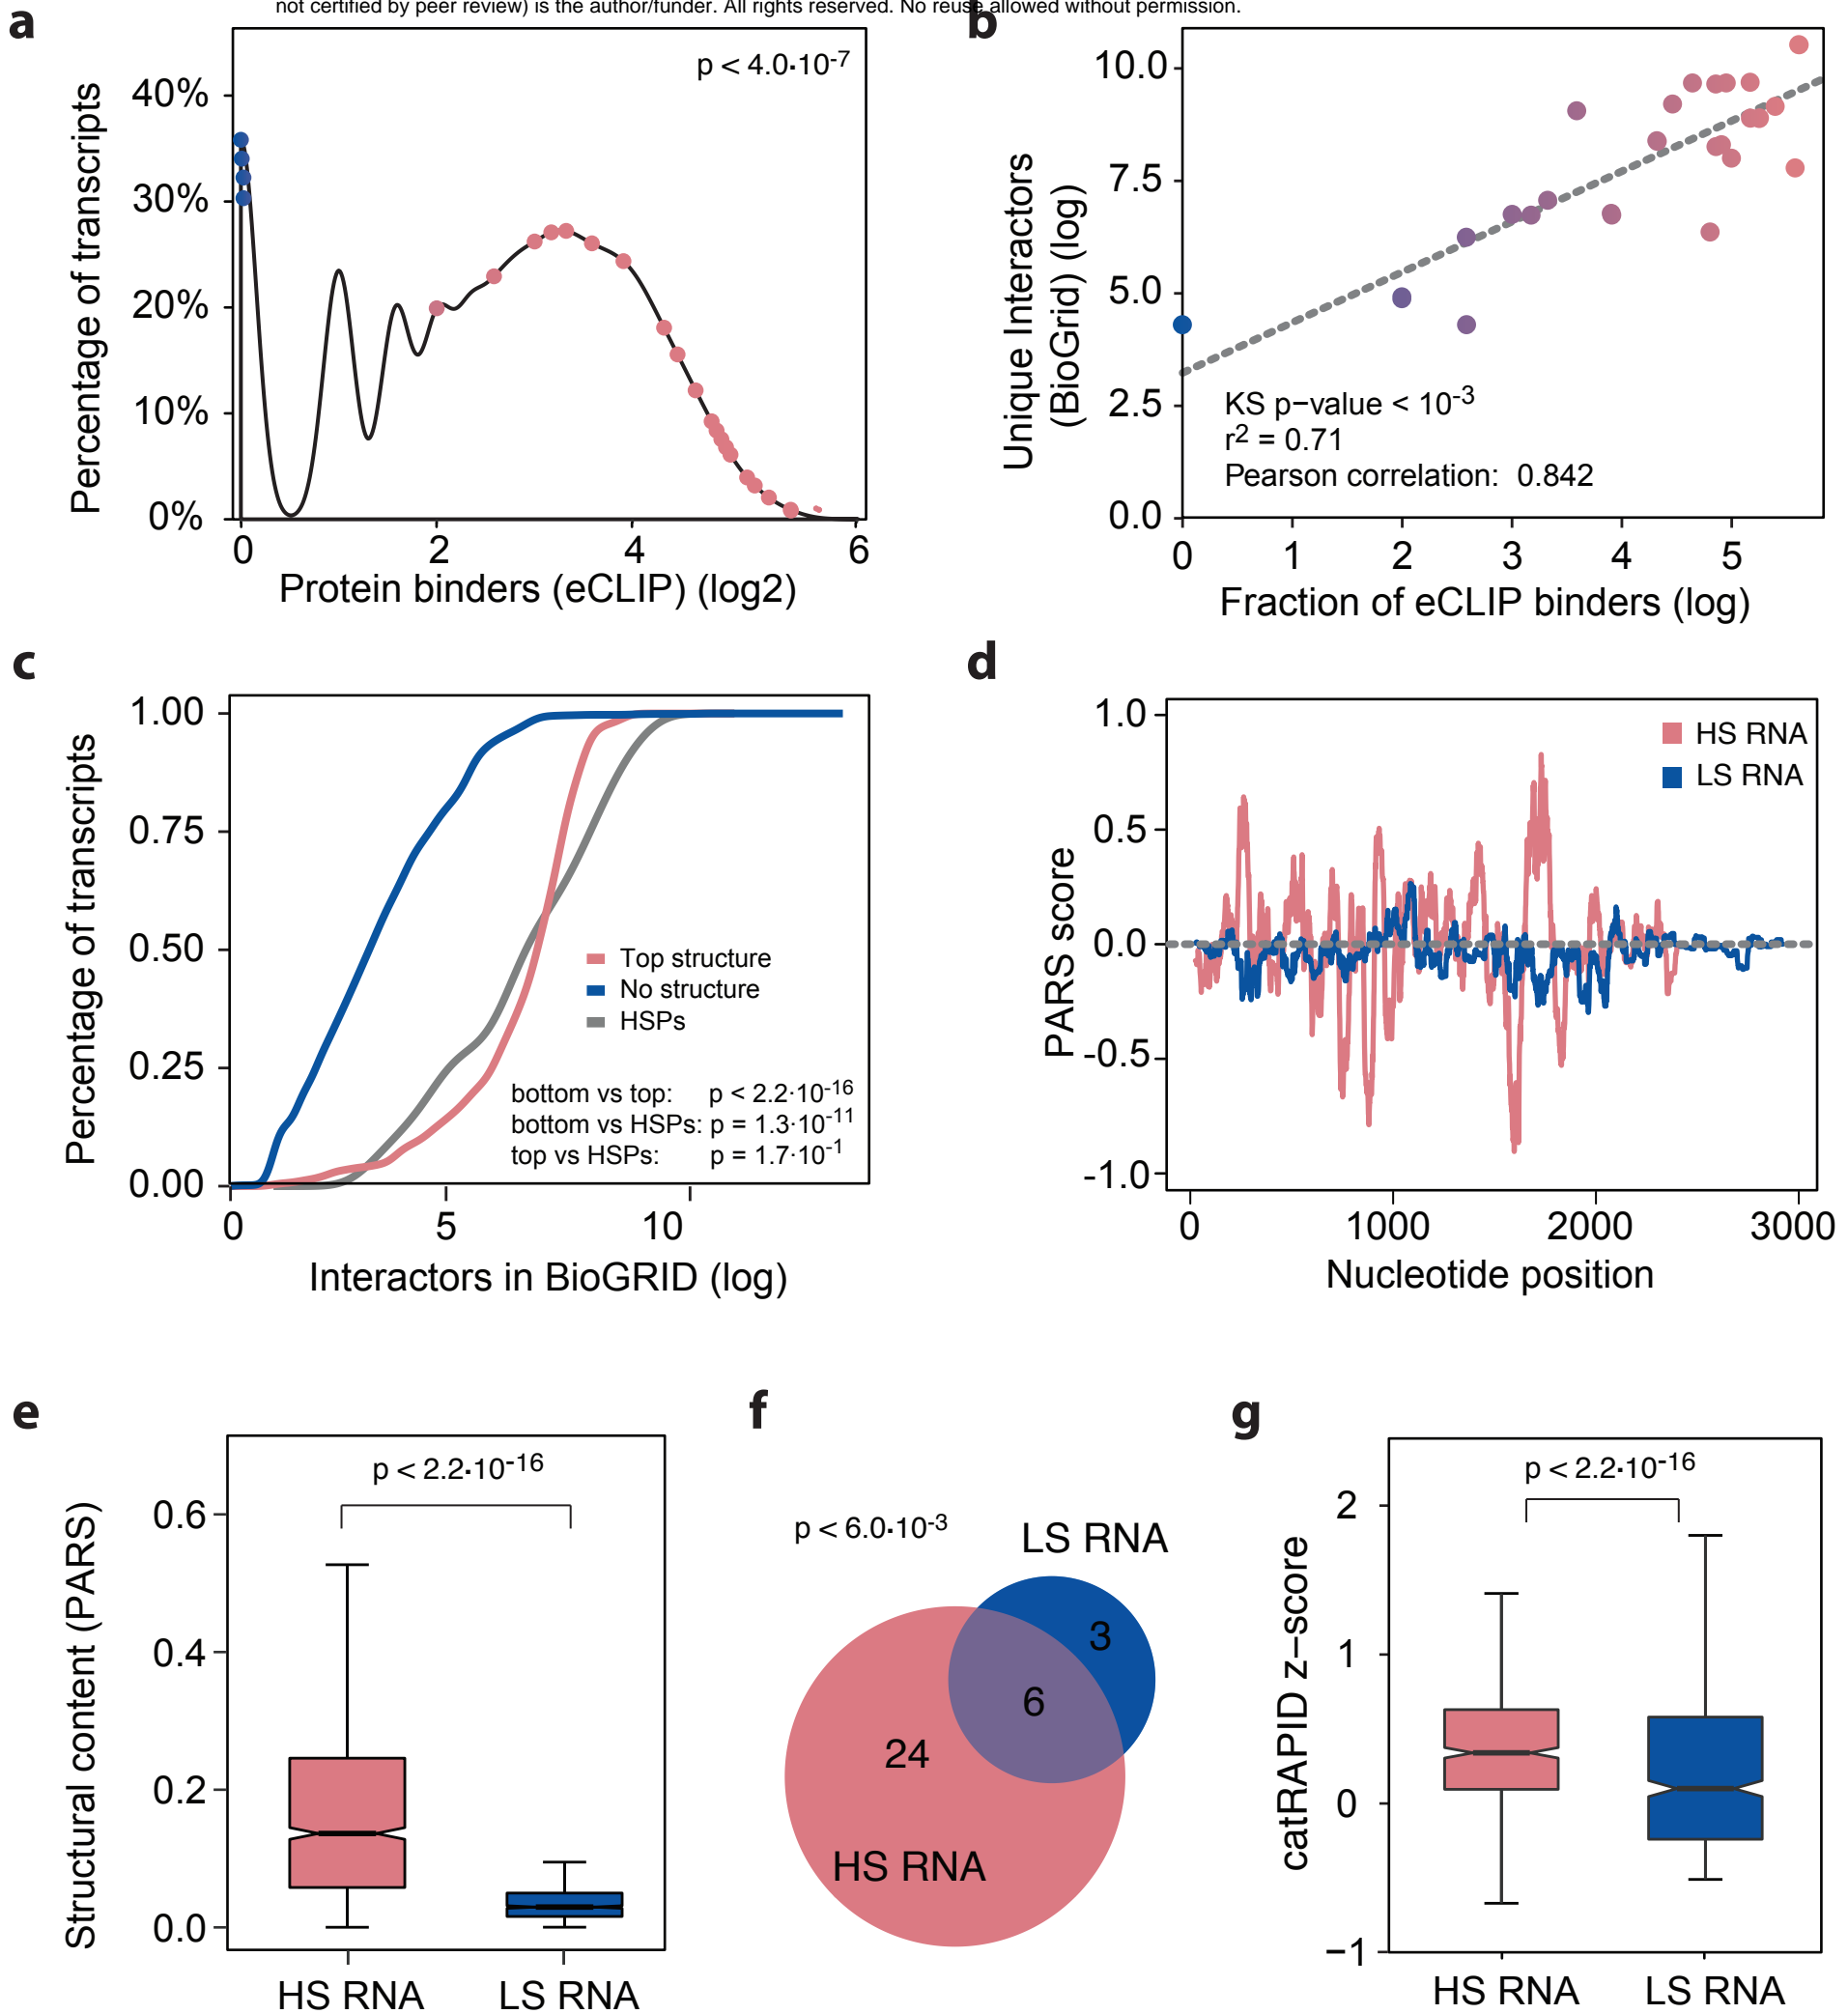 not certified by peer review) is the author/funder. All rights reserved. No reuse allowed without permission.
a
p < 4.0·10-7
Percentage of transcripts
40%
30%
20%
10%
0%
0 2 4 6
Protein binders (eCLIP) (log2)
b
Unique Interactors
(BioGrid) (log)
10.0
7.5
5.0
2.5
0.0
KS p−value < 10-3
r2 = 0.71
Pearson correlation: 0.842
0 1 2 3 4 5
Fraction of eCLIP binders (log)
c
Percentage of transcripts
1.00
0.75
0.50
0.25
0.00
Top structure
No structure
HSPs
bottom vs top: p < 2.2·10-16
bottom vs HSPs: p = 1.3·10-11
top vs HSPs: p = 1.7·10-1
0 5 10
Interactors in BioGRID (log)
d
PARS score
1.0
0.5
0.0
-0.5
-1.0
HS RNA
LS RNA
0 1000 2000 3000
Nucleotide position
e
Structural content (PARS)
p < 2.2·10-16
0.6
0.4
0.2
0.0
HS RNA LS RNA
f
p < 6.0·10-3
LS RNA
3
6
24
HS RNA
g
catRAPID z−score
p < 2.2·10-16
2
1
0
−1
HS RNA LS RNA